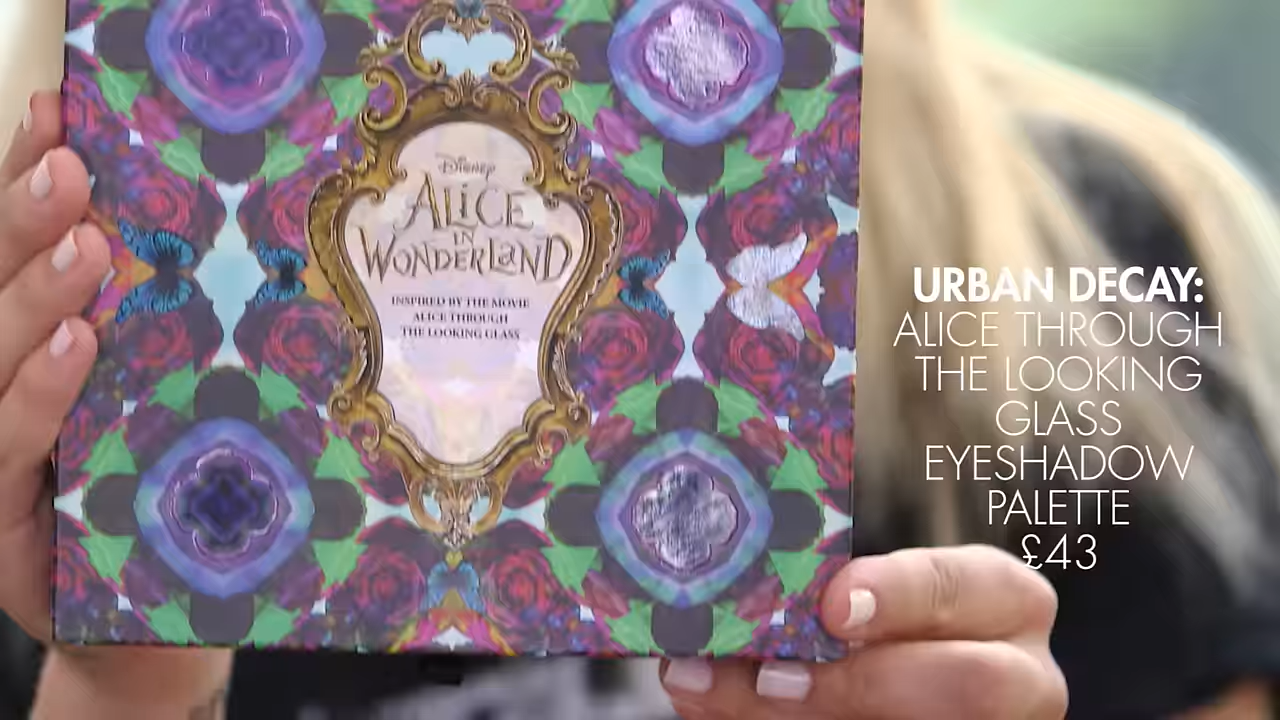 Disney
ALICE
IN
WONDERLAND
INSPIRED BY THE MOVIE
ALICE THROUGH
THE LOOKING GLASS
URBAN DECAY:
ALICE THROUGH
THE LOOKING
GLASS
EYESHADOW
PALETTE
£43